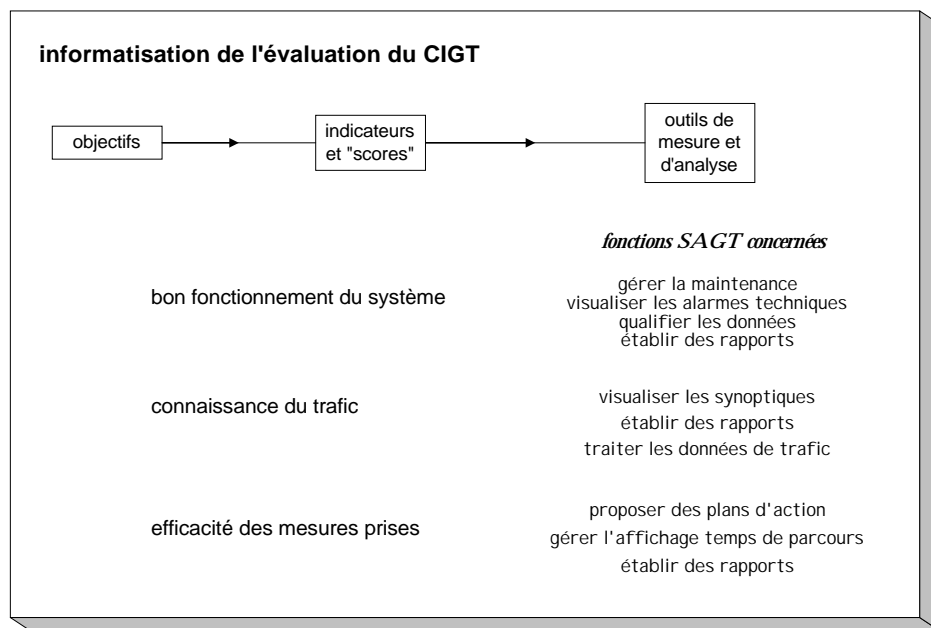 informatisation de l'évaluation du CIGT
objectifs
indicateurs
et "scores"
outils de
mesure et
d'analyse
fonctions SAGT concernées
bon fonctionnement du système
gérer la maintenance
visualiser les alarmes techniques
qualifier les données
établir des rapports
connaissance du trafic
visualiser les synoptiques
établir des rapports
traiter les données de trafic
efficacité des mesures prises
proposer des plans d'action
gérer l'affichage temps de parcours
établir des rapports